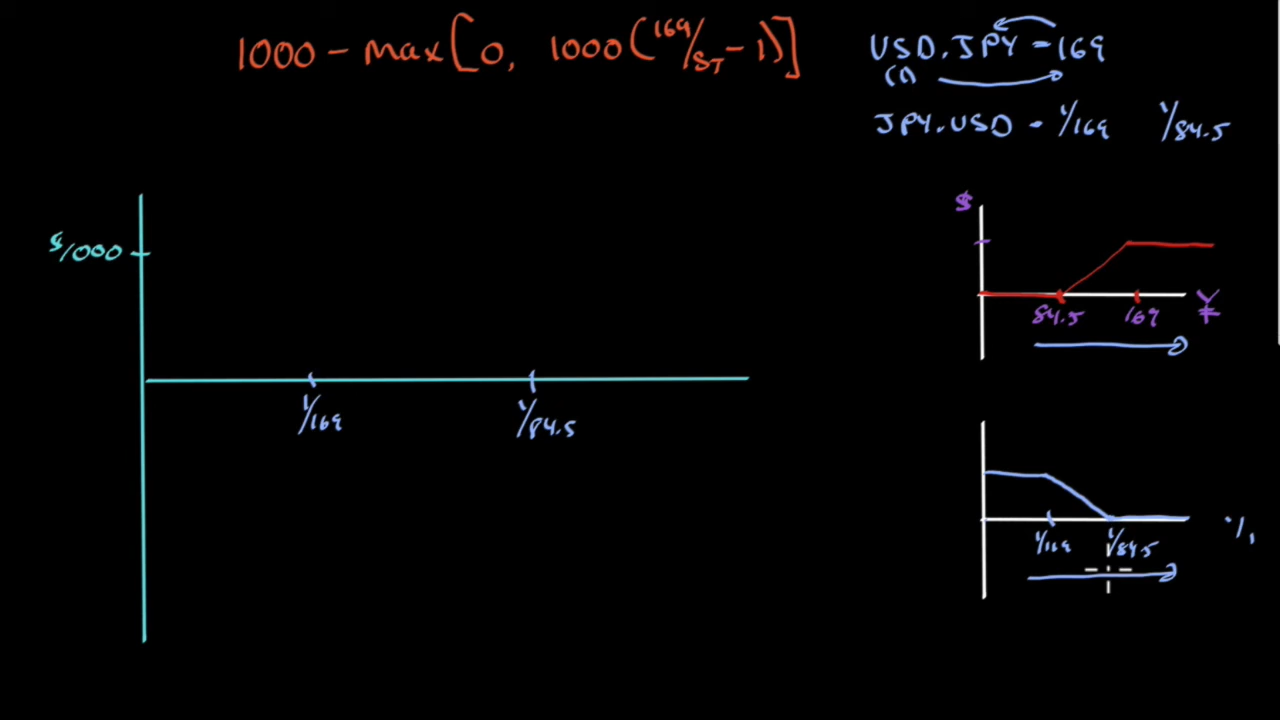 1000 - max[0, 1000(169/ST - 1)]
USD.JPY = 169
(1)
JPY.USD = 1/169 1/84.5
$1000
1/169 1/84.5
$
84.5 169 ¥
1/169 1/84.5